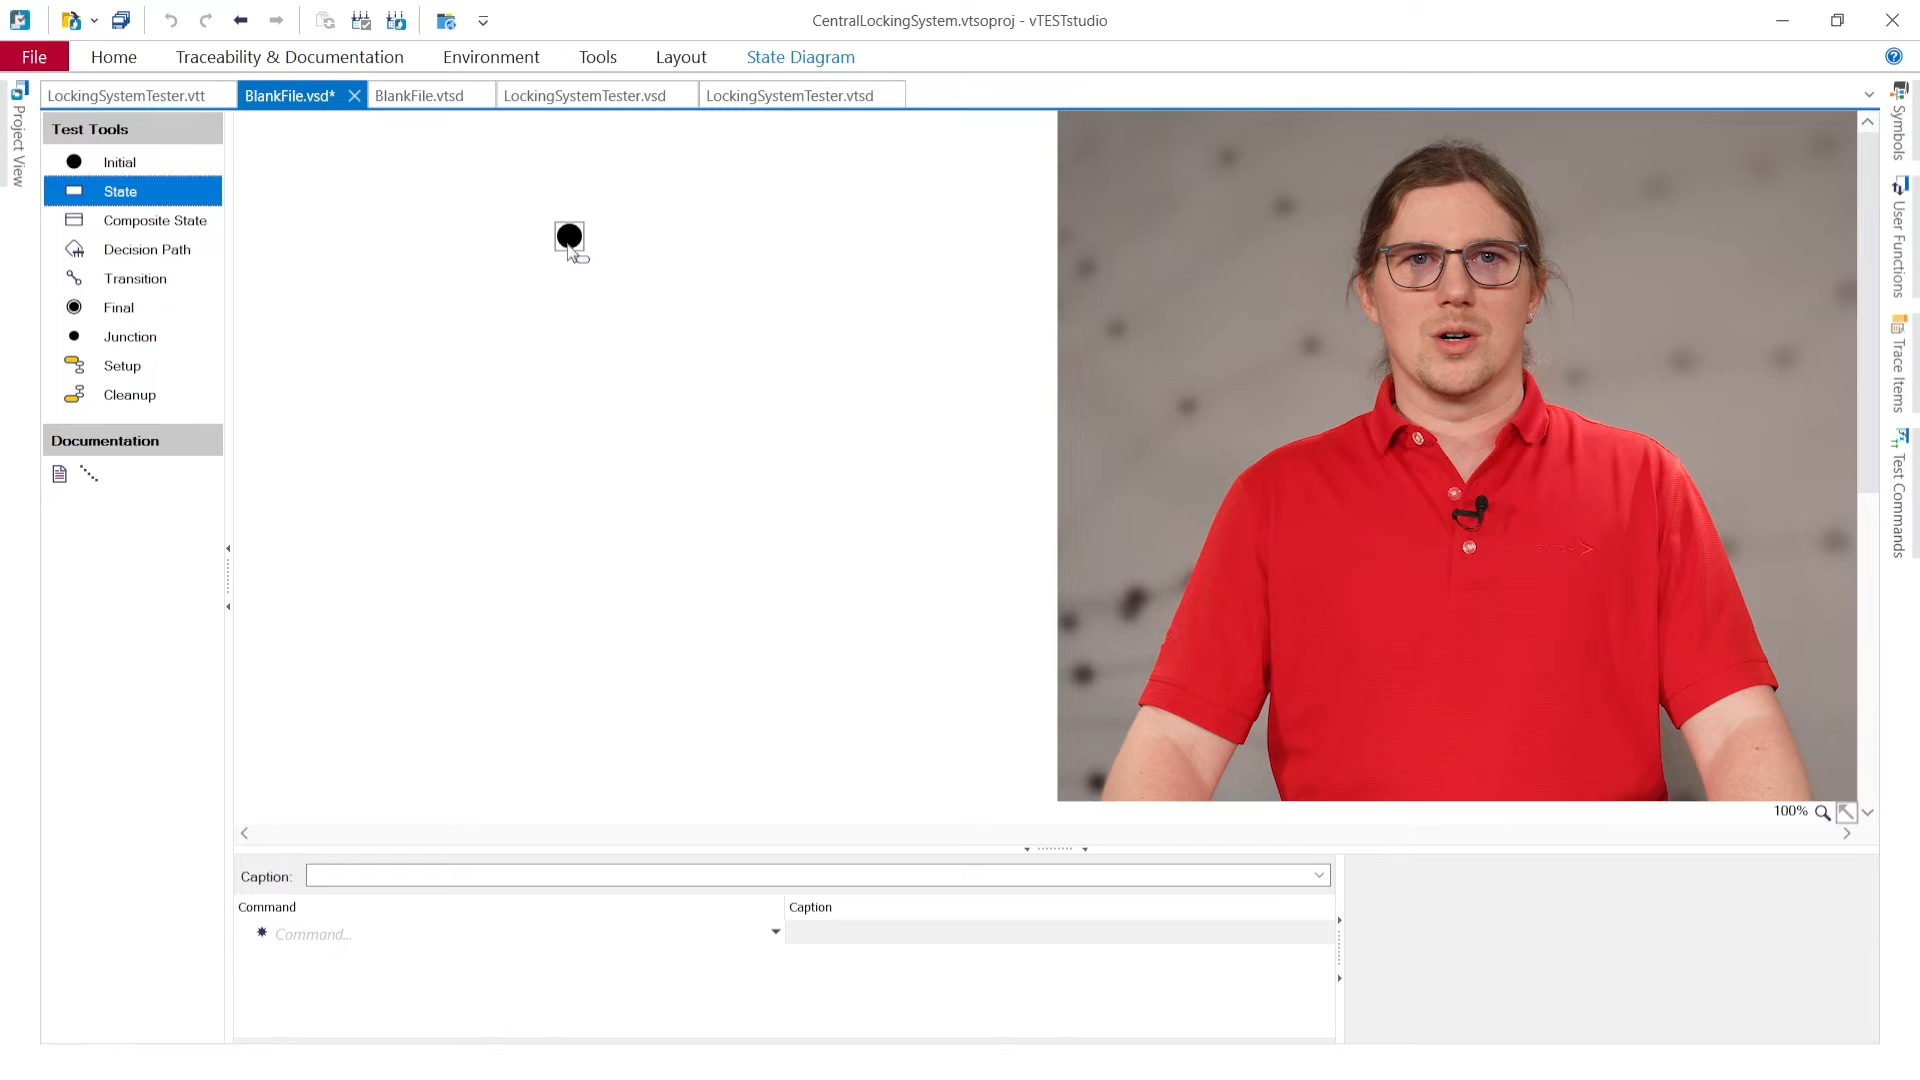 CentralLockingSystem.vtsoproj - vTESTstudio
File
Home
Traceability & Documentation
Environment
Tools
Layout
State Diagram
LockingSystemTester.vtt
BlankFile.vsd*
BlankFile.vtsd
LockingSystemTester.vsd
LockingSystemTester.vtsd
Project View
Test Tools
Initial
State
Composite State
Decision Path
Transition
Final
Junction
Setup
Cleanup
Documentation
Symbols
User Functions
Trace Items
Test Commands
100%
Caption:
Command
Caption
Command...